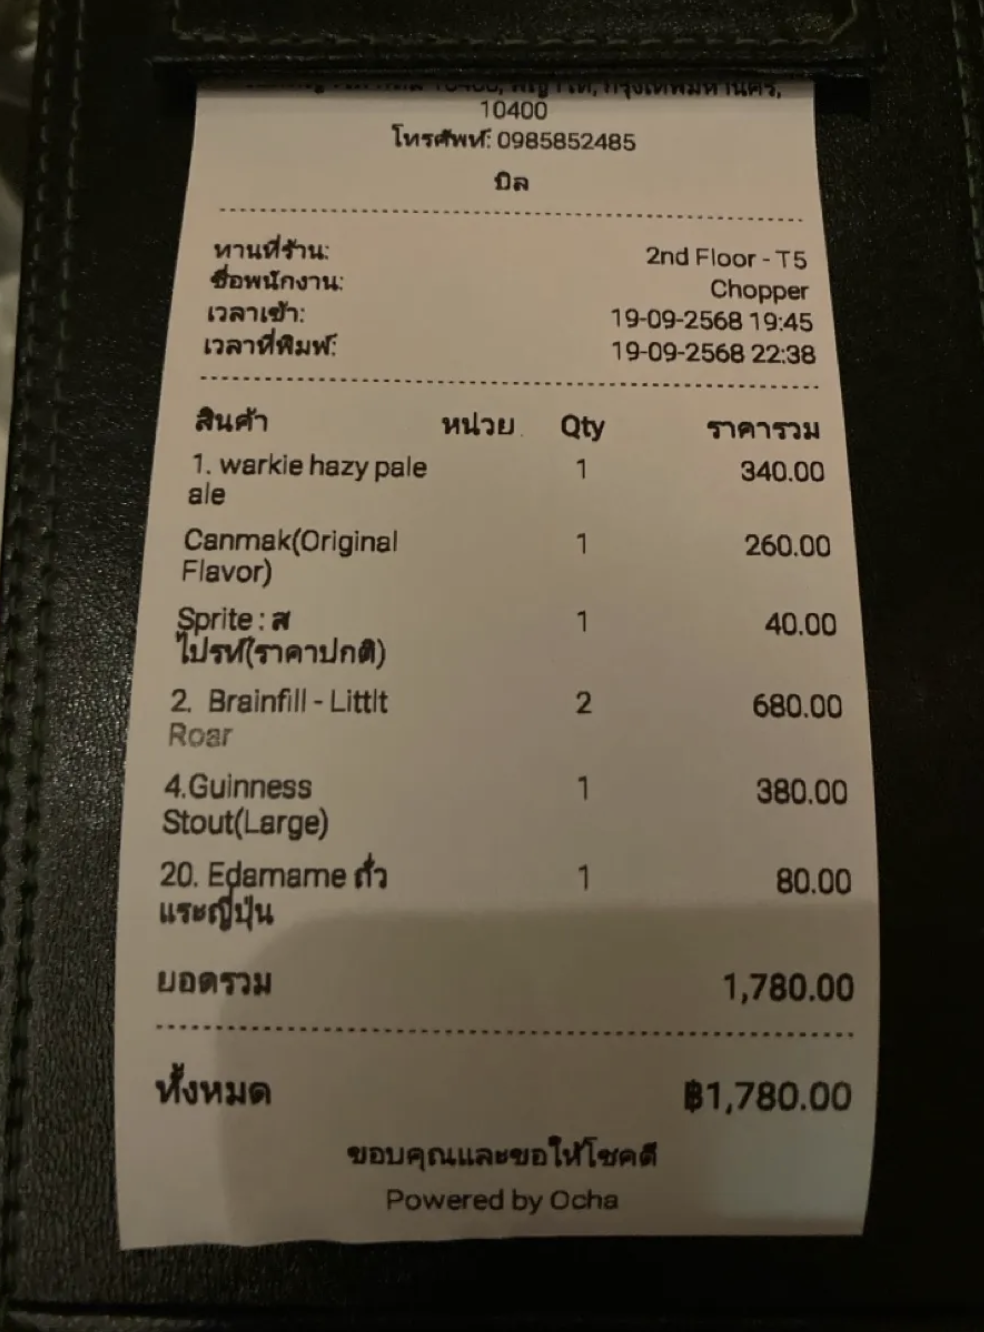 10400, พญาไท, กรุงเทพมหานคร,
10400
โทรศัพท์: 0985852485
บิล
ทานที่ร้าน: 2nd Floor - T5
ชื่อพนักงาน: Chopper
เวลาเข้า: 19-09-2568 19:45
เวลาที่พิมพ์: 19-09-2568 22:38
สินค้า หน่วย Qty ราคารวม
1. warkie hazy pale 1 340.00
ale
Canmak(Original 1 260.00
Flavor)
Sprite : ส 1 40.00
ไปรท์(ราคาปกติ)
2. Brainfill - Littlt 2 680.00
Roar
4.Guinness 1 380.00
Stout(Large)
20. Edamame ถั่ว 1 80.00
แระญี่ปุ่น
ยอดรวม 1,780.00
ทั้งหมด ฿1,780.00
ขอบคุณและขอให้โชคดี
Powered by Ocha